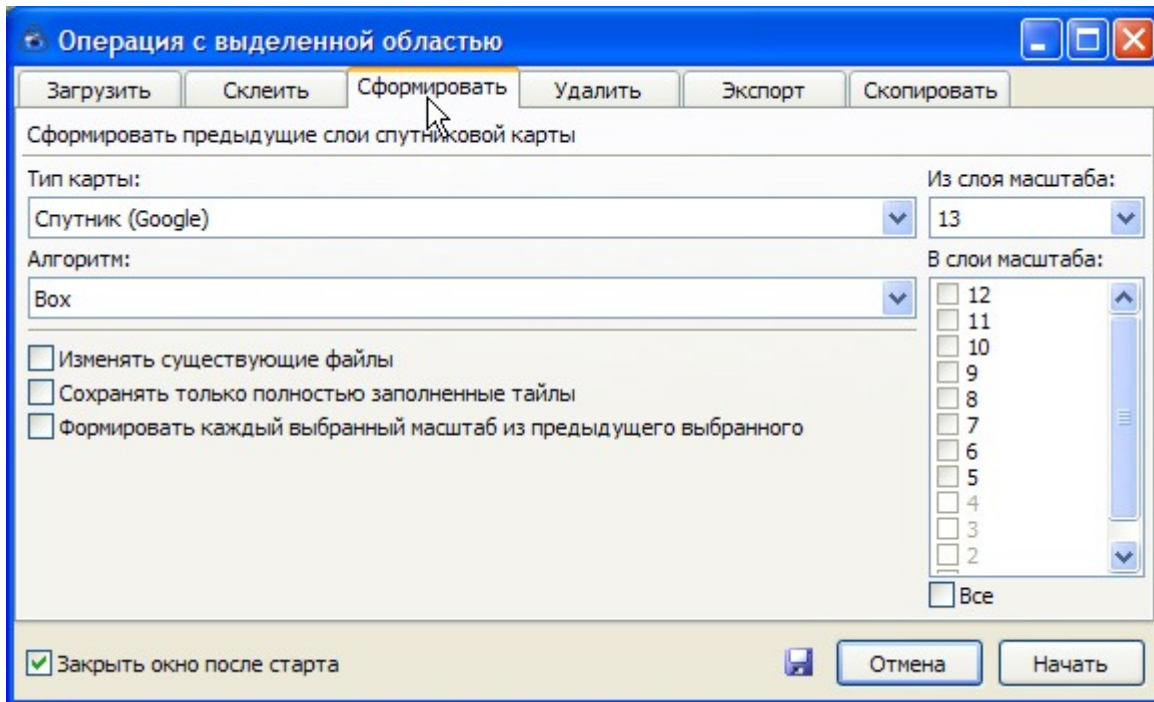 Операция с выделенной областью
Загрузить Склеить Сформировать Удалить Экспорт Скопировать
Сформировать предыдущие слои спутниковой карты
Тип карты:
Из слоя масштаба:
Спутник (Google)
13
Алгоритм:
В слои масштаба:
Box
12
11
10
9
8
7
6
5
4
3
2
Изменять существующие файлы
Сохранять только полностью заполненные тайлы
Формировать каждый выбранный масштаб из предыдущего выбранного
Все
Закрыть окно после старта
Отмена
Начать